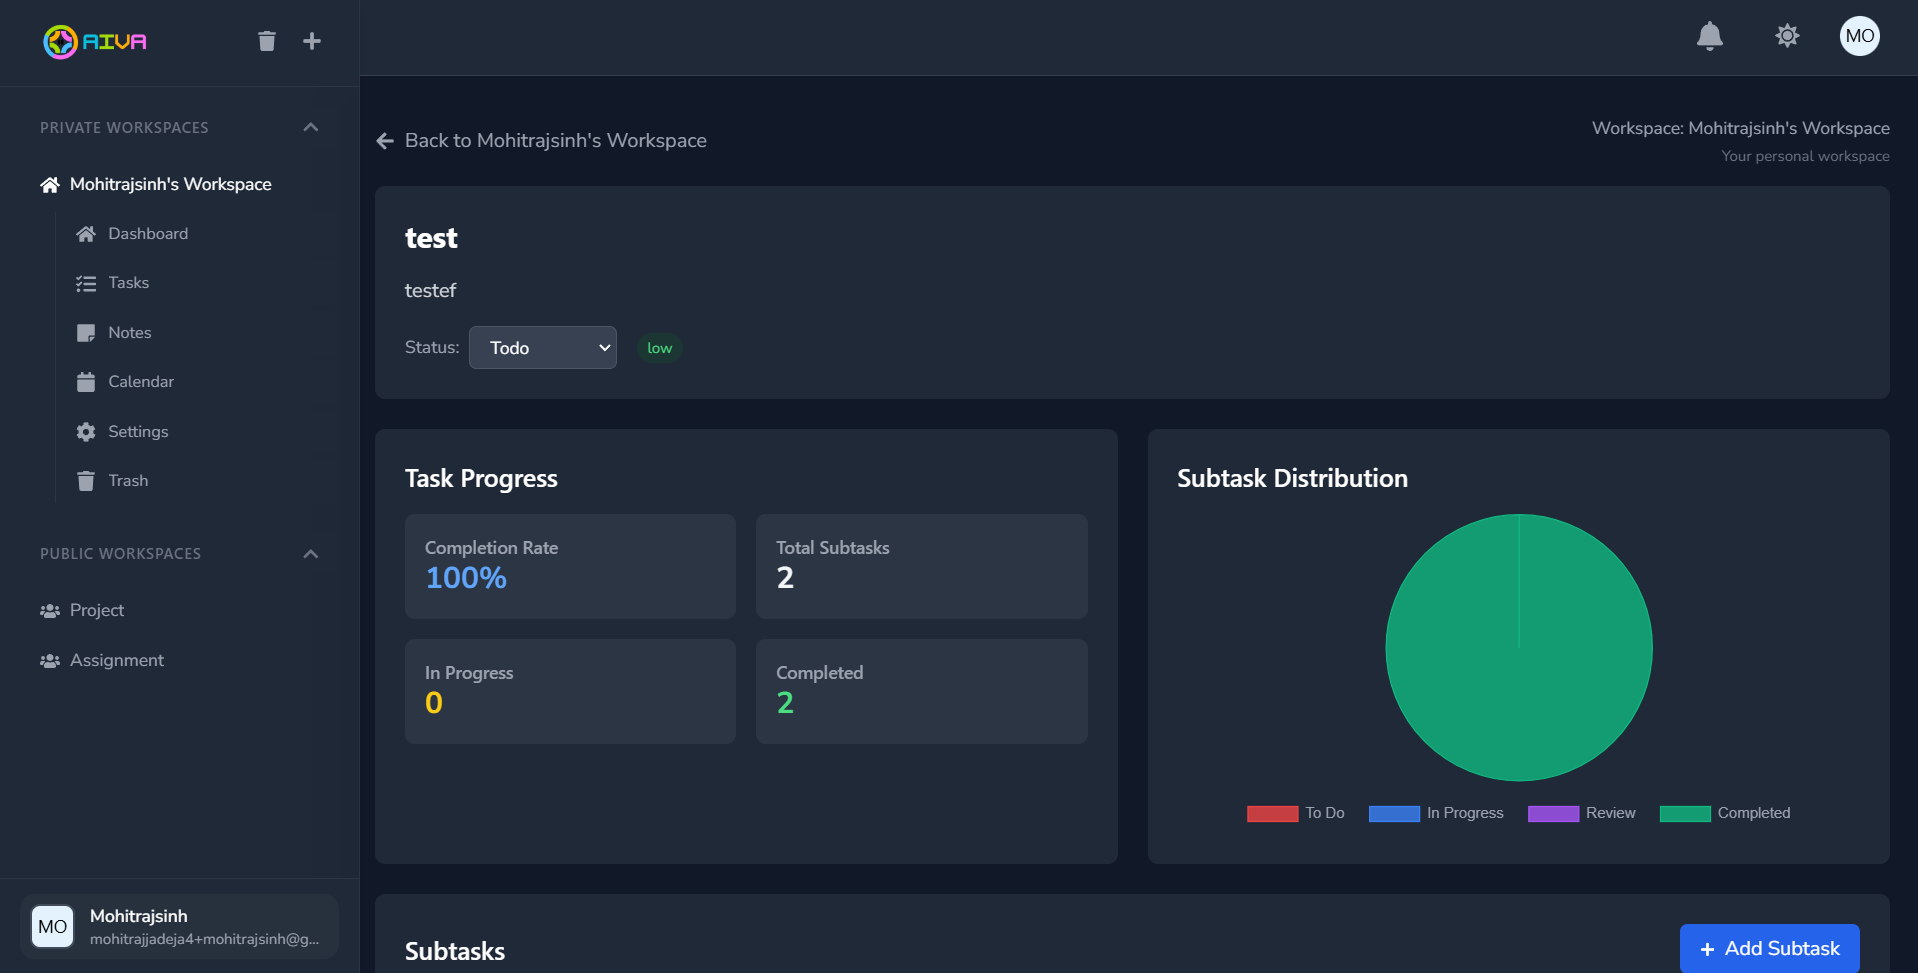 AIVA
MO
PRIVATE WORKSPACES
Mohitrajsinh's Workspace
Dashboard
Tasks
Notes
Calendar
Settings
Trash
PUBLIC WORKSPACES
Project
Assignment
MO
Mohitrajsinh
mohitrajjadeja4+mohitrajsinh@g...
Back to Mohitrajsinh's Workspace
Workspace: Mohitrajsinh's Workspace
Your personal workspace
test
testef
Status: Todo low
Task Progress
Completion Rate
100%
Total Subtasks
2
In Progress
0
Completed
2
Subtask Distribution
To Do In Progress Review Completed
Subtasks
+ Add Subtask